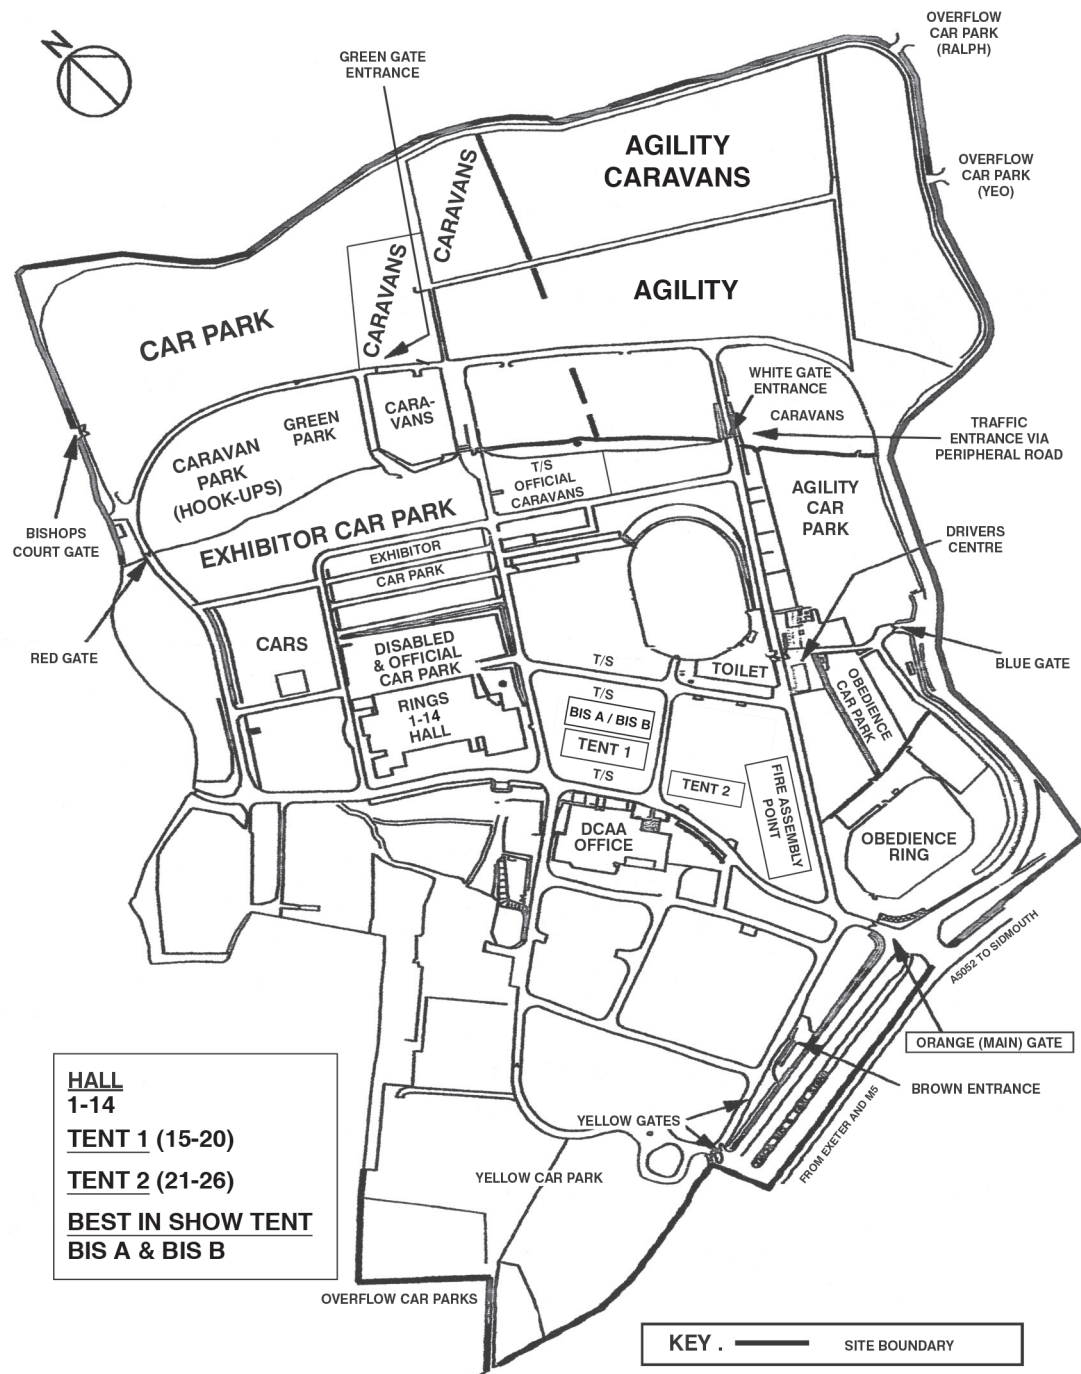 N
OVERFLOW
CAR PARK
(RALPH)
GREEN GATE
ENTRANCE
AGILITY
CARAVANS
CARAVANS
OVERFLOW
CAR PARK
(YEO)
CARAVANS
AGILITY
CAR PARK
WHITE GATE
ENTRANCE
CARAVANS
TRAFFIC
ENTRANCE VIA
PERIPHERAL ROAD
CARA-
VANS
GREEN
PARK
CARAVAN
PARK
(HOOK-UPS)
T/S
OFFICIAL
CARAVANS
AGILITY
CAR
PARK
BISHOPS
COURT GATE
EXHIBITOR CAR PARK
EXHIBITOR
CAR PARK
DRIVERS
CENTRE
RED GATE
CARS
DISABLED
& OFFICIAL
CAR PARK
T/S
TOILET
BLUE GATE
OBEDIENCE
CAR PARK
RINGS
1-14
HALL
T/S
BIS A / BIS B
TENT 1
T/S
TENT 2
FIRE ASSEMBLY
POINT
DCAA
OFFICE
OBEDIENCE
RING
A5052 TO SIDMOUTH
ORANGE (MAIN) GATE
BROWN ENTRANCE
YELLOW GATES
FROM EXETER AND M5
YELLOW CAR PARK
HALL
1-14
TENT 1 (15-20)
TENT 2 (21-26)
BEST IN SHOW TENT
BIS A & BIS B
OVERFLOW CAR PARKS
KEY .
SITE BOUNDARY